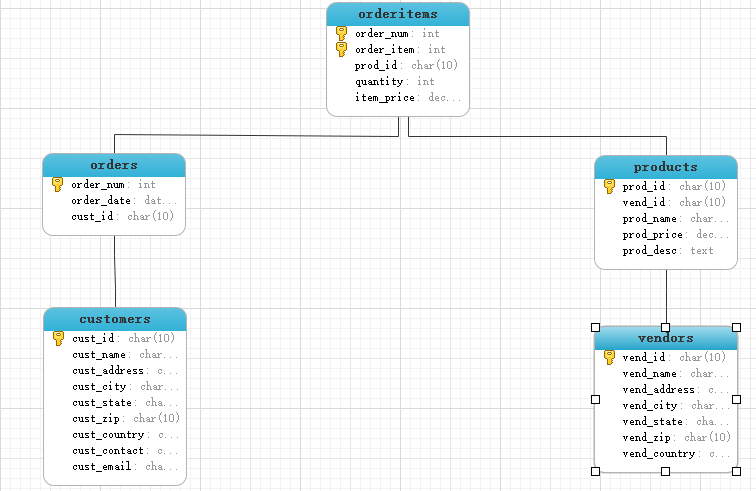 orderitems
order_num: int
order_item: int
prod_id: char(10)
quantity: int
item_price: dec...
orders
order_num: int
order_date: dat...
cust_id: char(10)
products
prod_id: char(10)
vend_id: char(10)
prod_name: char...
prod_price: dec...
prod_desc: text
customers
cust_id: char(10)
cust_name: char...
cust_address: c...
cust_city: char...
cust_state: cha...
cust_zip: char(10)
cust_country: c...
cust_contact: c...
cust_email: cha...
vendors
vend_id: char(10)
vend_name: char...
vend_address: c...
vend_city: char...
vend_state: cha...
vend_zip: char(10)
vend_country: c...